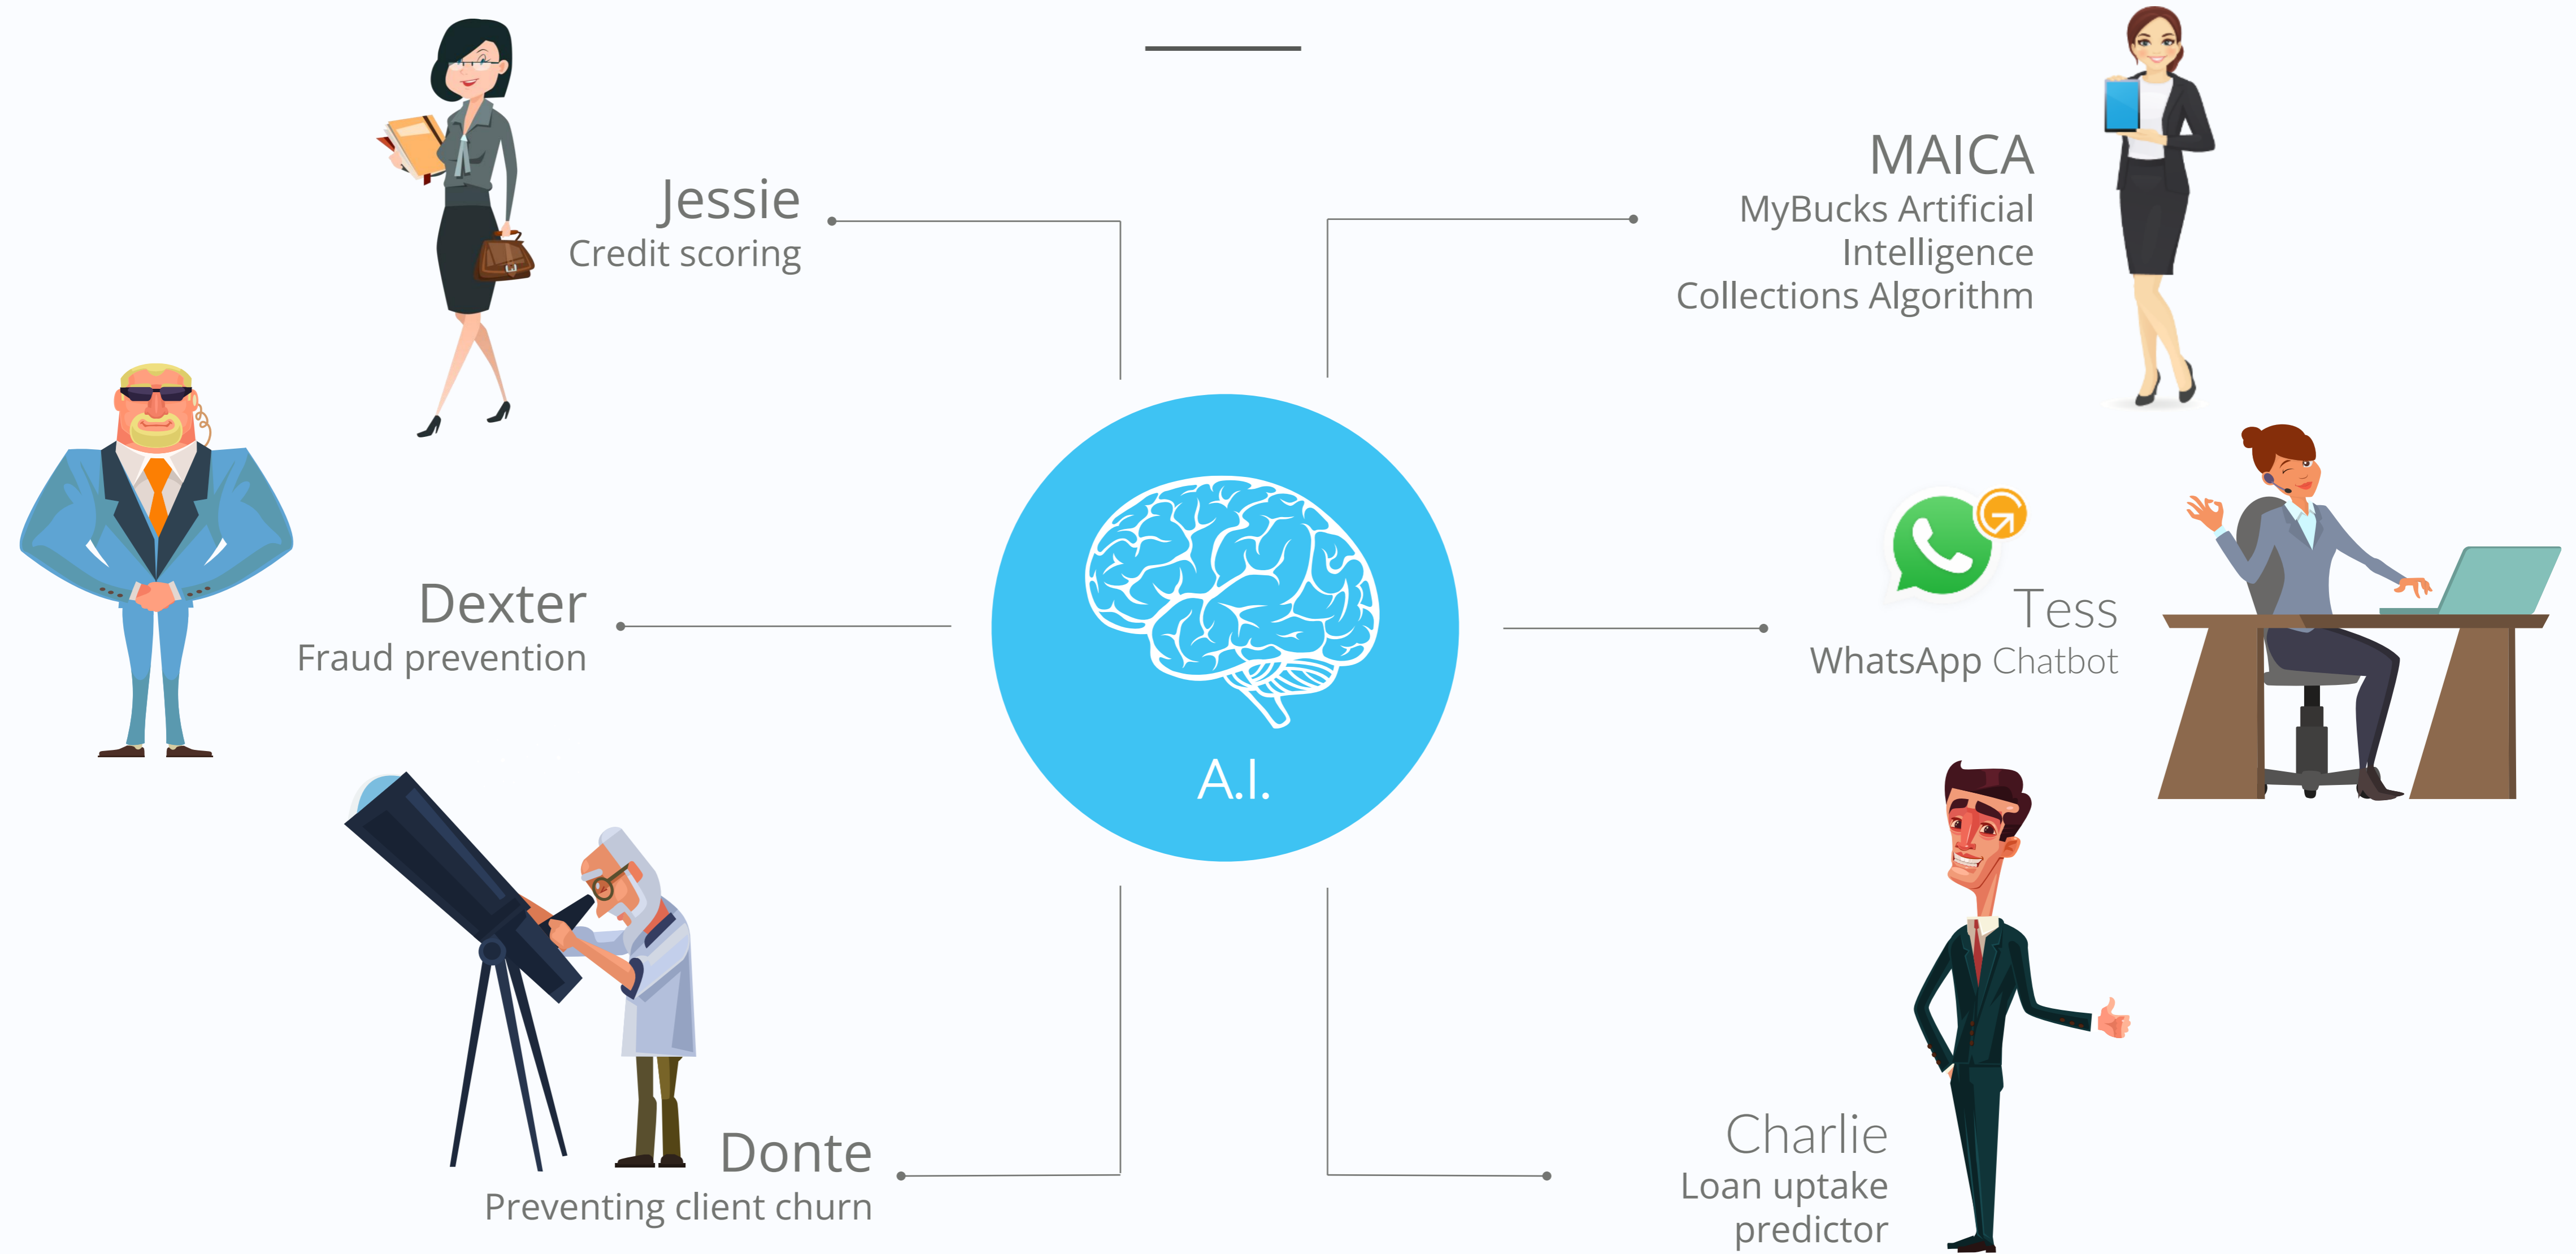 Jessie
Credit scoring
MAICA
MyBucks Artificial
Intelligence
Collections Algorithm
Dexter
Fraud prevention
A.I.
Tess
WhatsApp Chatbot
Donte
Preventing client churn
Charlie
Loan uptake
predictor